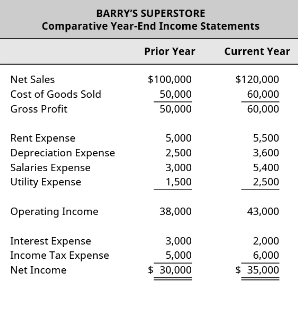 BARRY'S SUPERSTORE
Comparative Year-End Income Statements
Prior Year Current Year
Net Sales $100,000 $120,000
Cost of Goods Sold 50,000 60,000
Gross Profit 50,000 60,000
Rent Expense 5,000 5,500
Depreciation Expense 2,500 3,600
Salaries Expense 3,000 5,400
Utility Expense 1,500 2,500
Operating Income 38,000 43,000
Interest Expense 3,000 2,000
Income Tax Expense 5,000 6,000
Net Income $ 30,000 $ 35,000